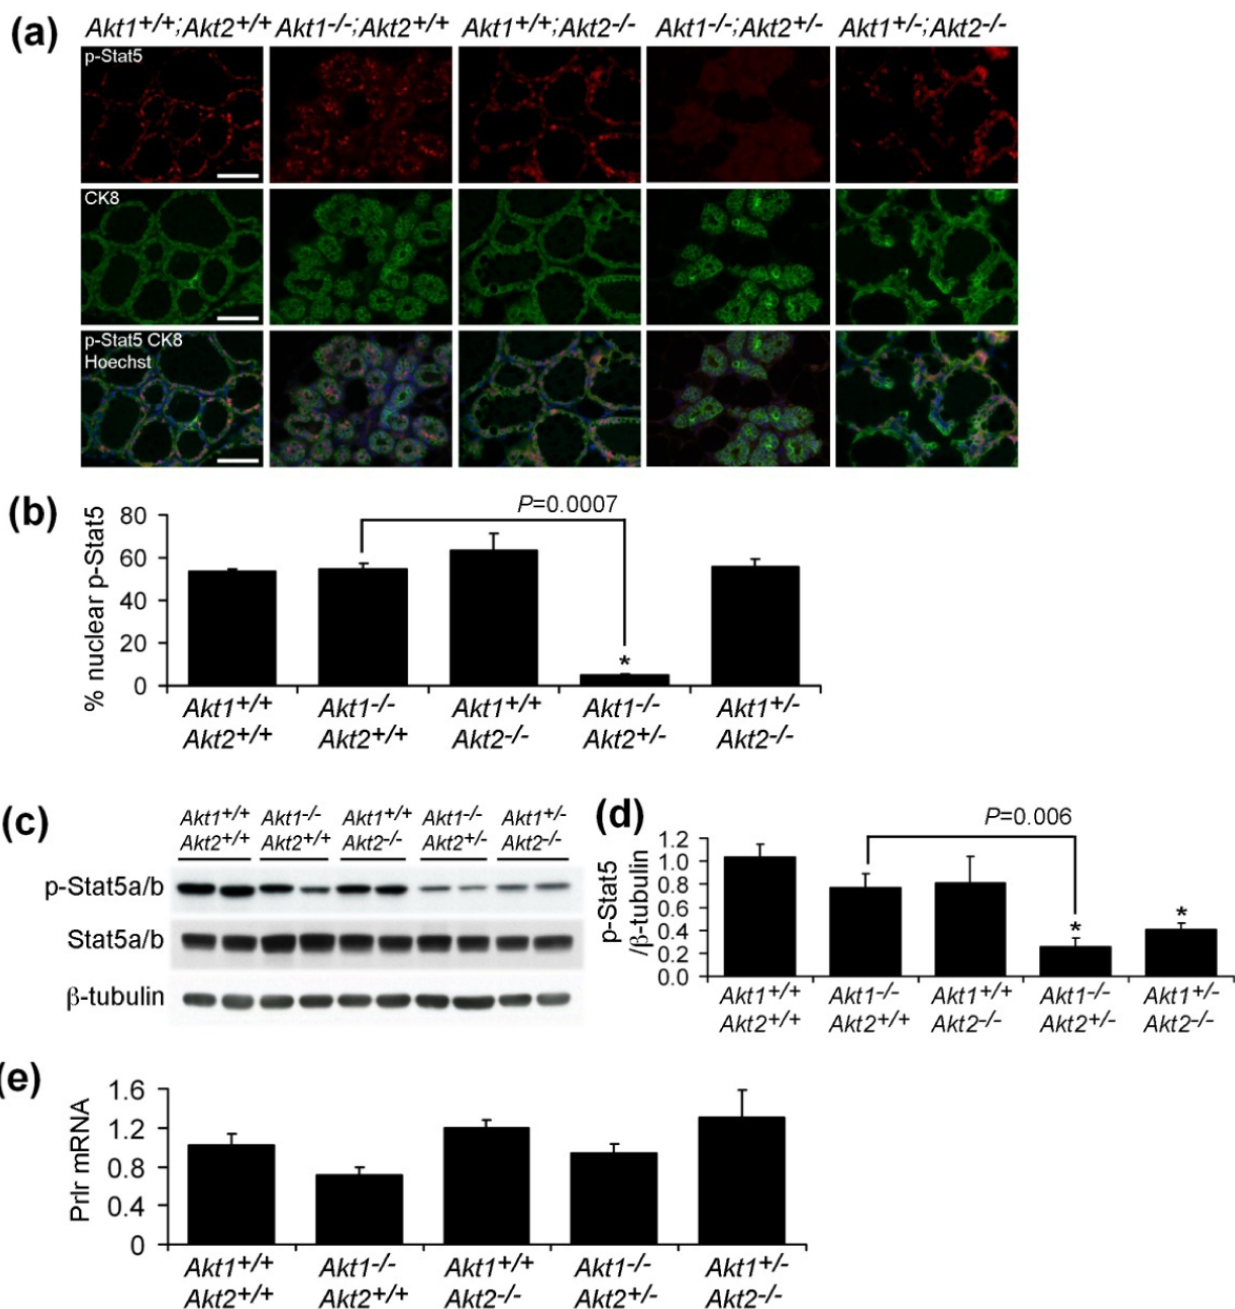 (a)
Akt1+/+;Akt2+/+ Akt1-/-;Akt2+/+ Akt1+/+;Akt2-/- Akt1-/-;Akt2+/- Akt1+/-;Akt2-/-
p-Stat5
CK8
p-Stat5 CK8
Hoechst
(b)
P=0.0007
% nuclear p-Stat5
80
60
40
20
0
*
Akt1+/+ Akt1-/- Akt1+/+ Akt1-/- Akt1+/-
Akt2+/+ Akt2+/+ Akt2-/- Akt2+/- Akt2-/-
(c)
Akt1+/+ Akt1-/- Akt1+/+ Akt1-/- Akt1+/-
Akt2+/+ Akt2+/+ Akt2-/- Akt2+/- Akt2-/-
p-Stat5a/b
Stat5a/b
β-tubulin
(d)
P=0.006
p-Stat5
/β-tubulin
1.2
1.0
0.8
0.6
0.4
0.2
0.0
* *
Akt1+/+ Akt1-/- Akt1+/+ Akt1-/- Akt1+/-
Akt2+/+ Akt2+/+ Akt2-/- Akt2+/- Akt2-/-
(e)
Prlr mRNA
1.6
1.2
0.8
0.4
0
Akt1+/+ Akt1-/- Akt1+/+ Akt1-/- Akt1+/-
Akt2+/+ Akt2+/+ Akt2-/- Akt2+/- Akt2-/-